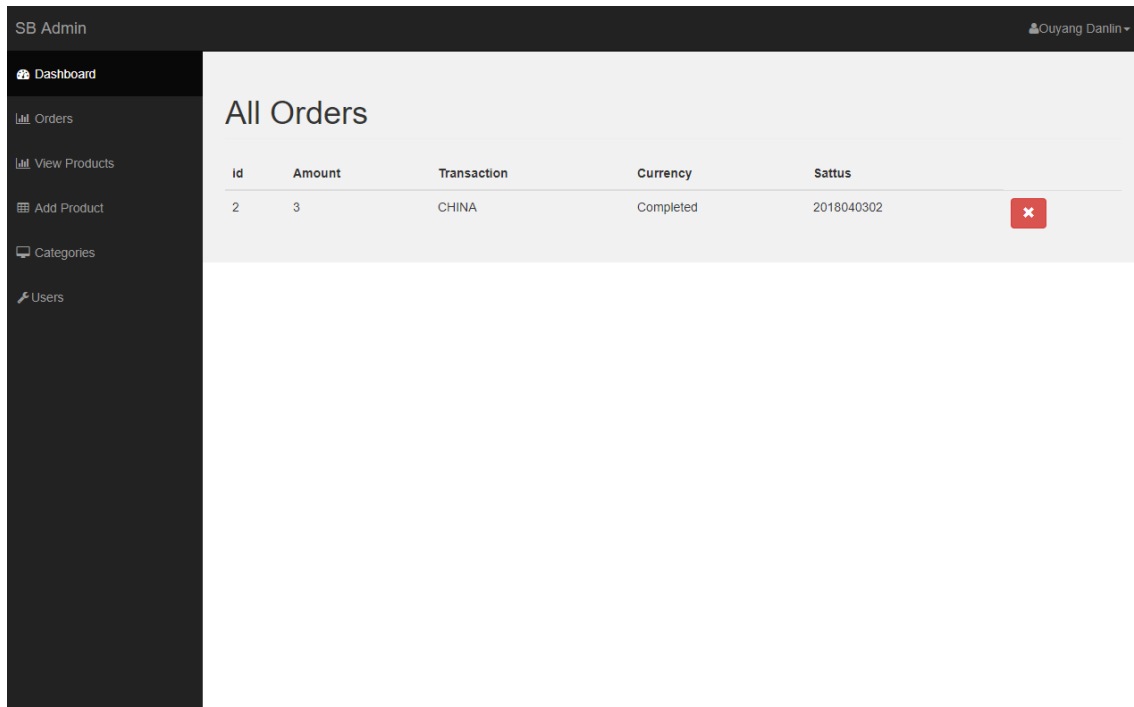 SB Admin
Ouyang Danlin
Dashboard
Orders
View Products
Add Product
Categories
Users
All Orders
id Amount Transaction Currency Sattus
2 3 CHINA Completed 2018040302